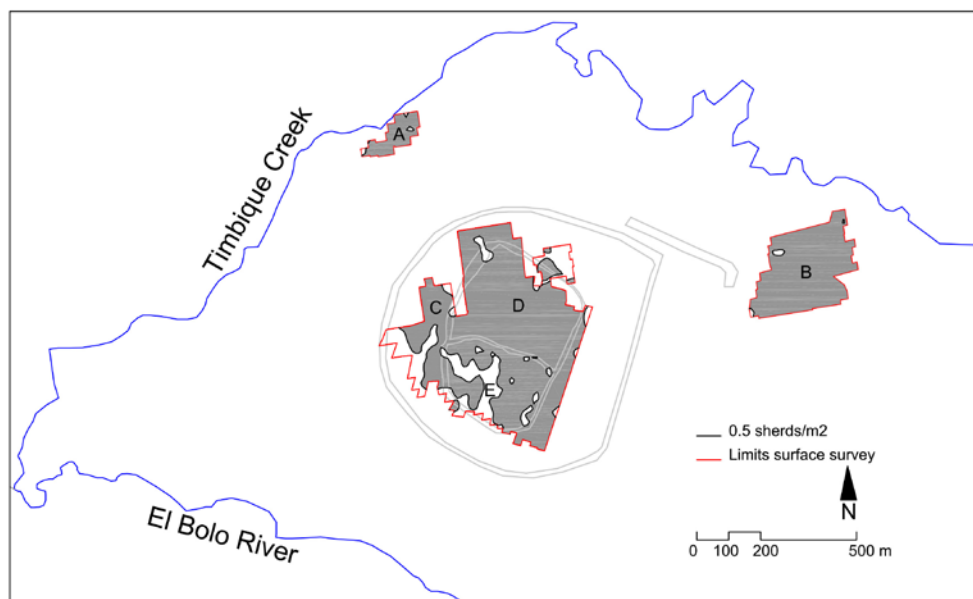 Timbique Creek
A
B
C
D
E
0.5 sherds/m2
Limits surface survey
N
0 100 200 500 m
El Bolo River